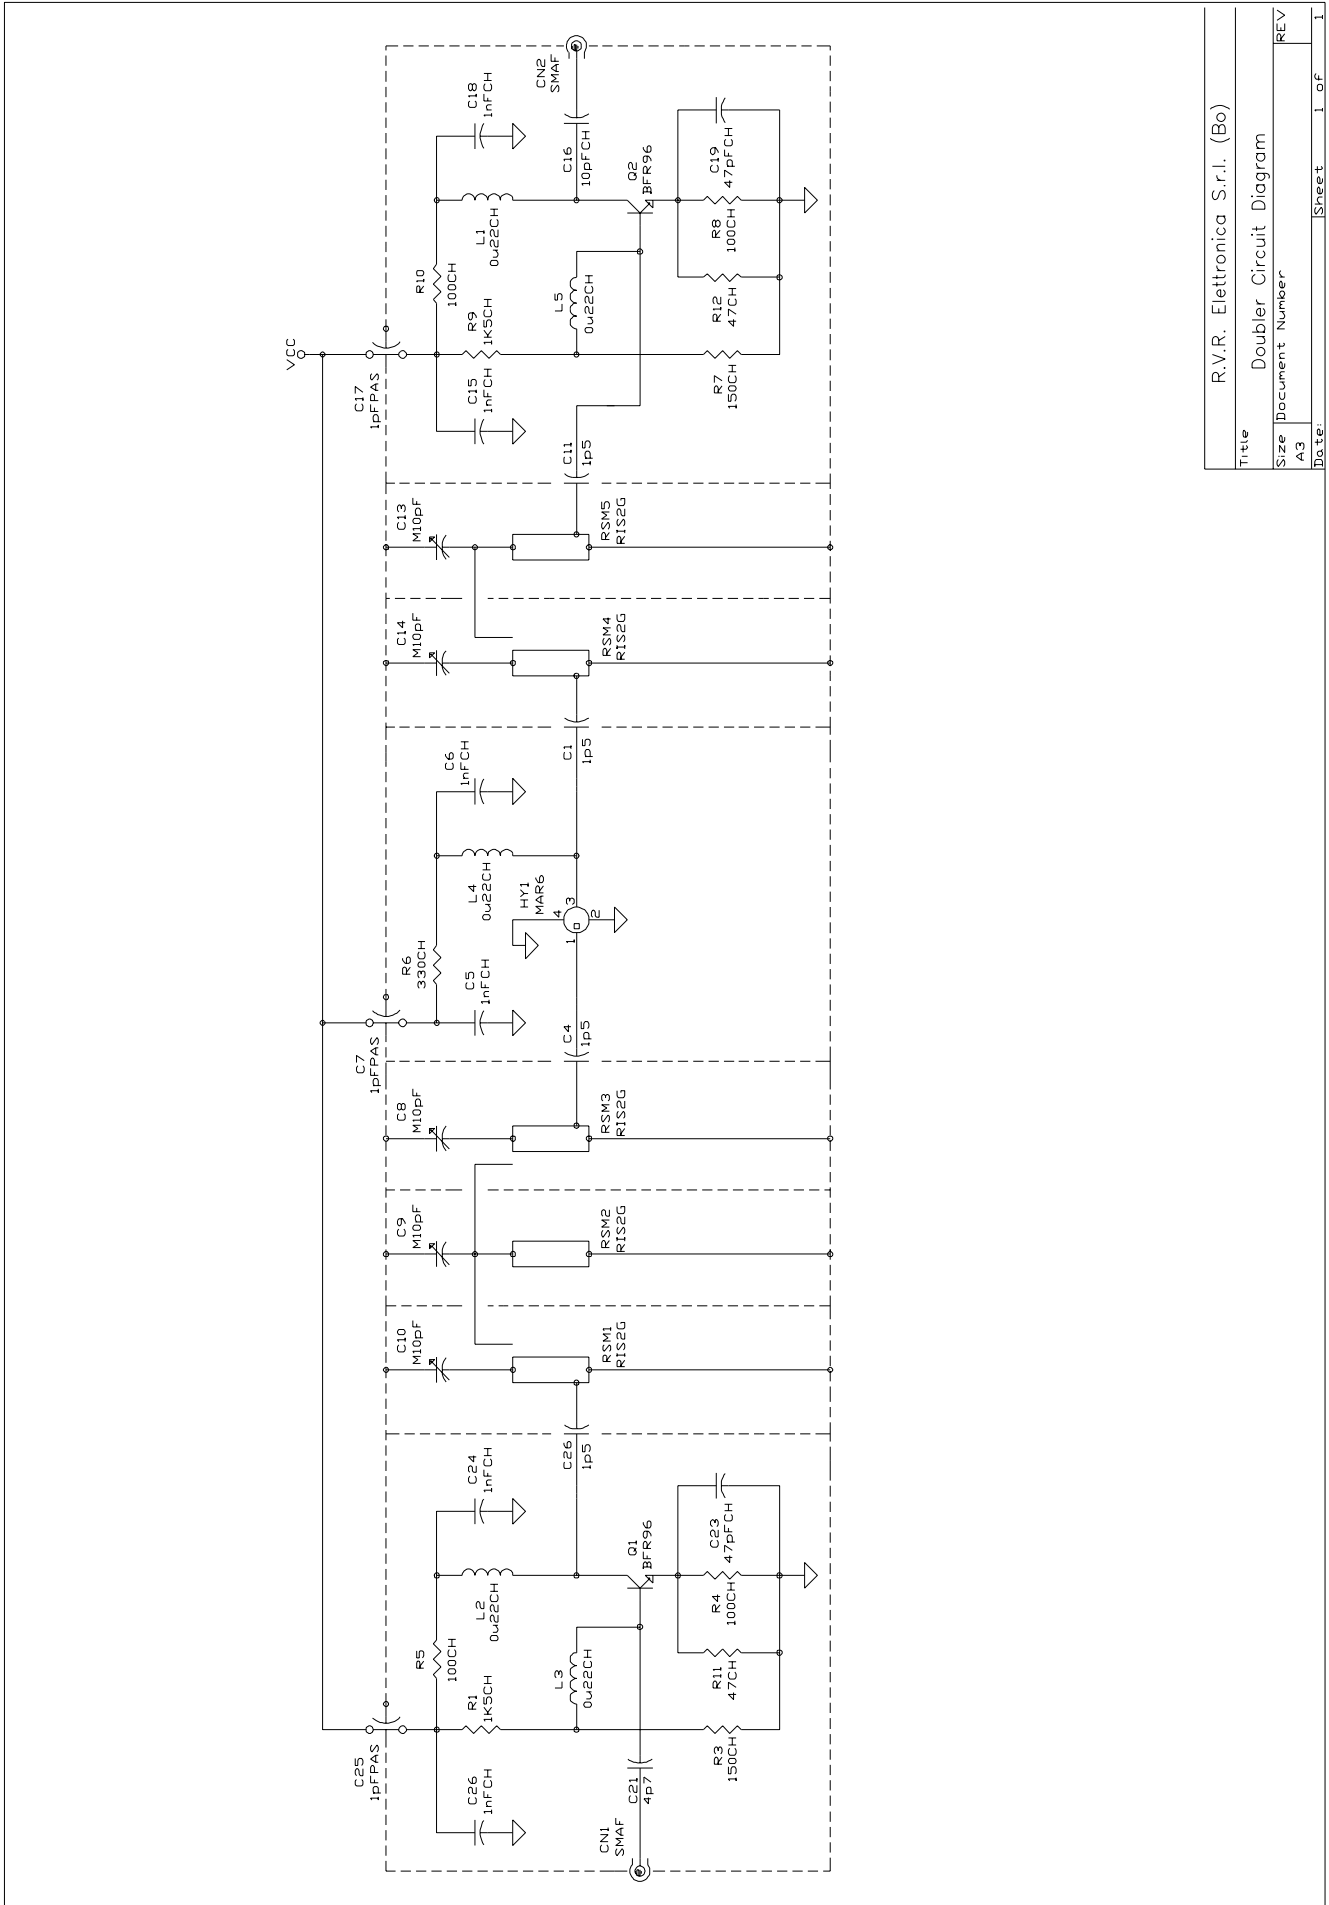 VCC
C25
1pFPAS
C26
1nFCH
R5
100CH
R1
1K5CH
C24
1nFCH
L2
0u22CH
L3
0u22CH
CN1
SMAF
C21
4p7
Q1
BFR96
C23
47pFCH
R4
100CH
R11
47CH
R3
150CH
C26
1p5
C10
M10pF
RSM1
RIS2G
C9
M10pF
RSM2
RIS2G
C8
M10pF
RSM3
RIS2G
C7
1pFPAS
R6
330CH
C5
1nFCH
C4
1p5
HY1
MAR6
1
2
3
4
L4
0u22CH
C6
1nFCH
C1
1p5
C14
M10pF
RSM4
RIS2G
C13
M10pF
RSM5
RIS2G
C17
1pFPAS
C15
1nFCH
C11
1p5
R10
100CH
R9
1K5CH
L1
0u22CH
L5
0u22CH
C18
1nFCH
CN2
SMAF
C16
10pFCH
Q2
BFR96
C19
47pFCH
R8
100CH
R12
47CH
R7
150CH
R.V.R. Elettronica S.r.l. (Bo)
Title
Doubler Circuit Diagram
Size Document Number REV
A3
Date: Sheet 1 of 1